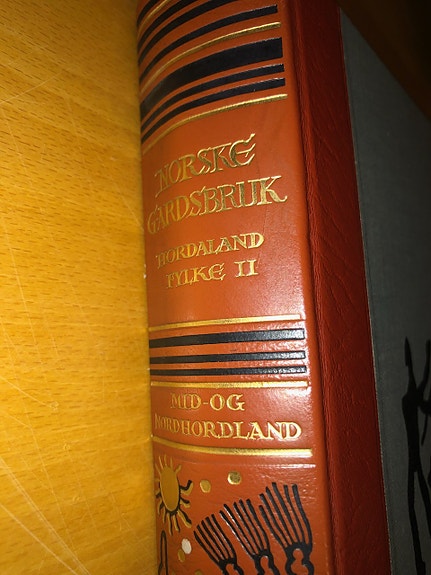 NORSKE
GARDSBRUK
HORDALAND
FYLKE II
MID-OG
NORDHORDLAND